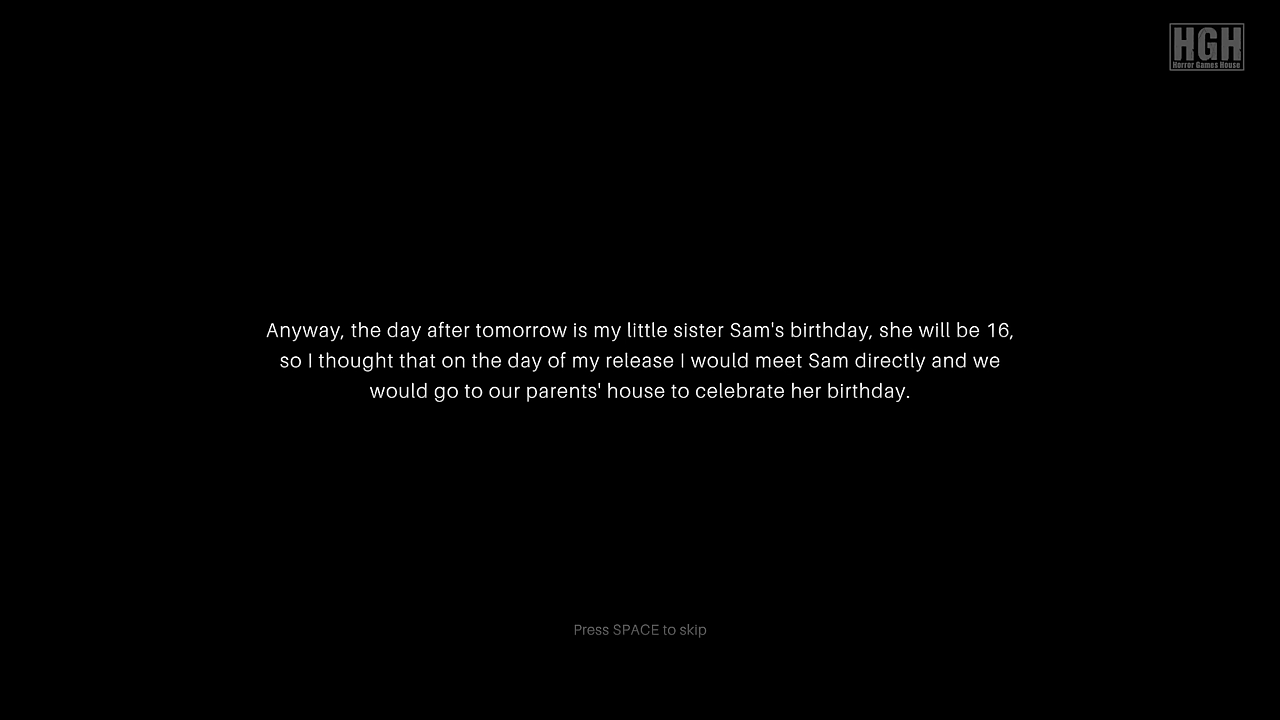 HGH
Horror Games House
Anyway, the day after tomorrow is my little sister Sam's birthday, she will be 16,
so I thought that on the day of my release I would meet Sam directly and we
would go to our parents' house to celebrate her birthday.
Press SPACE to skip